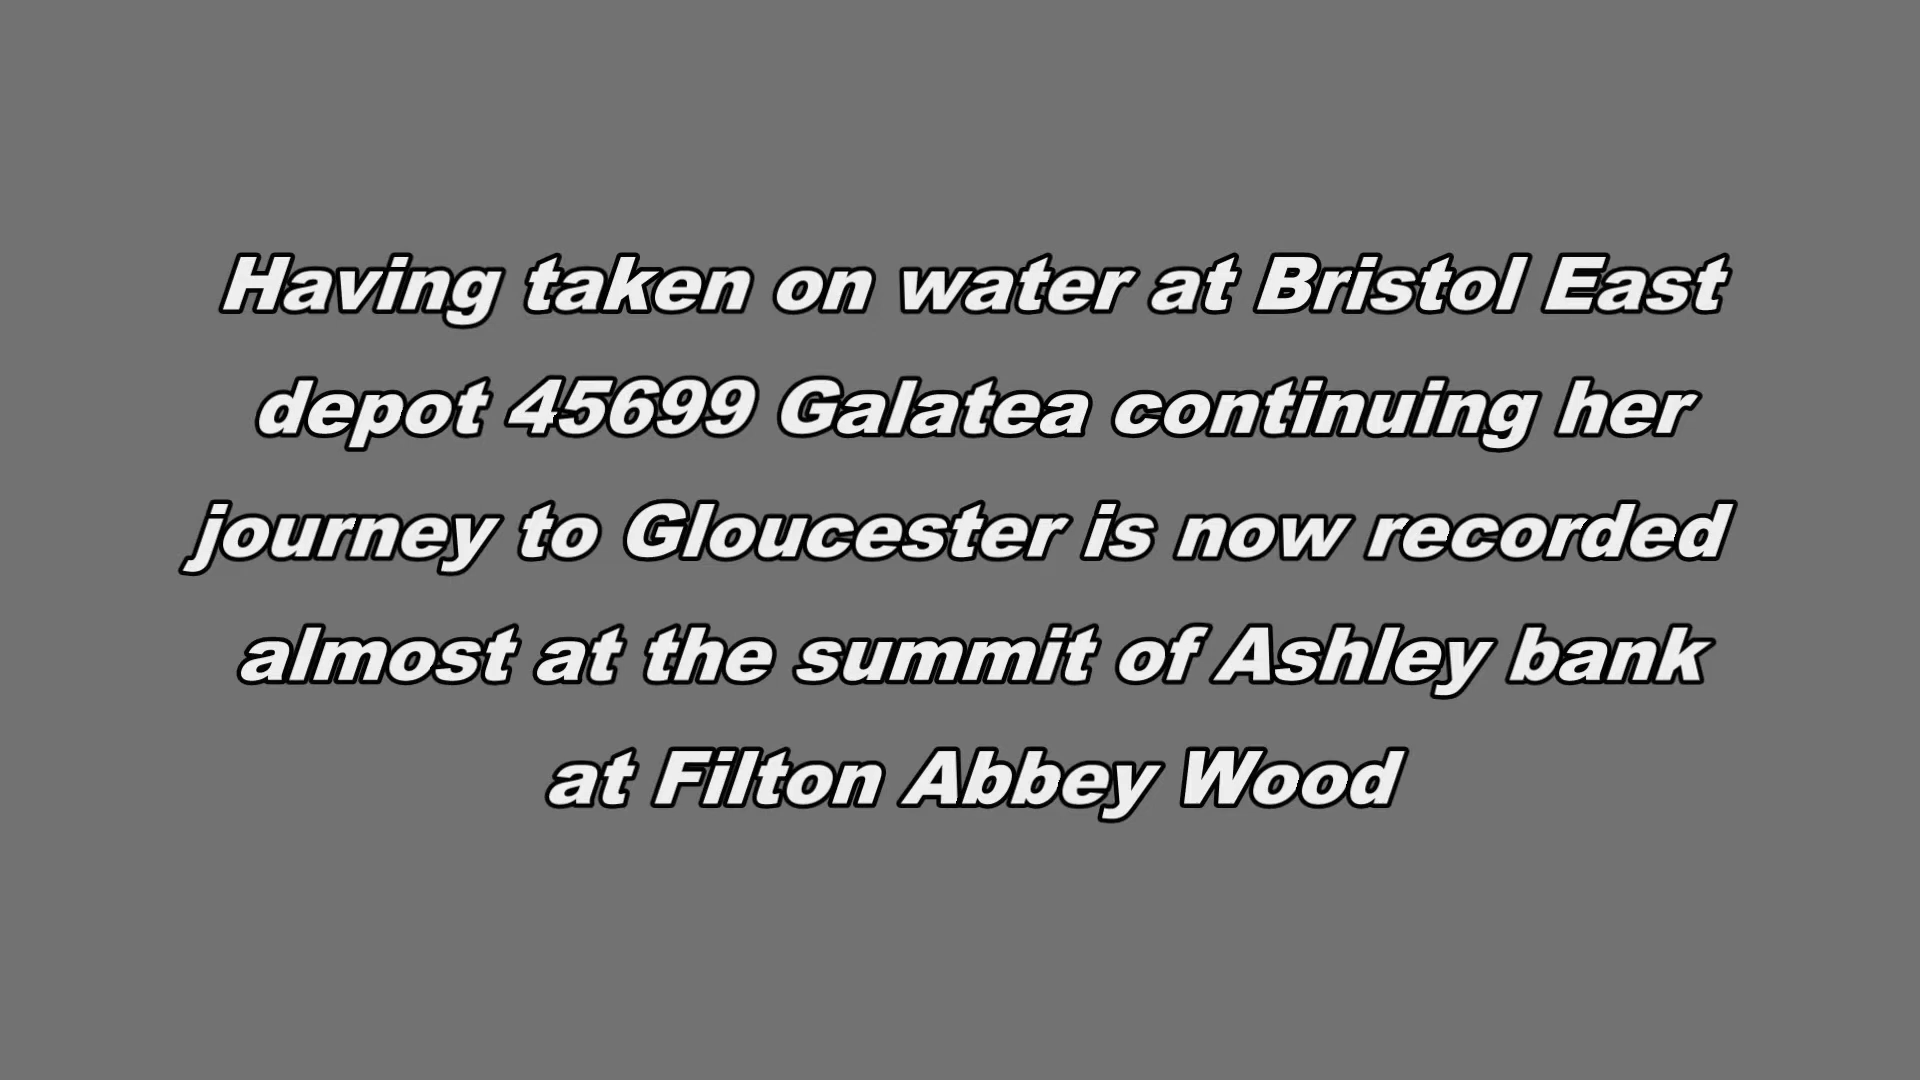 Having taken on water at Bristol East
depot 45699 Galatea continuing her
journey to Gloucester is now recorded
almost at the summit of Ashley bank
at Filton Abbey Wood